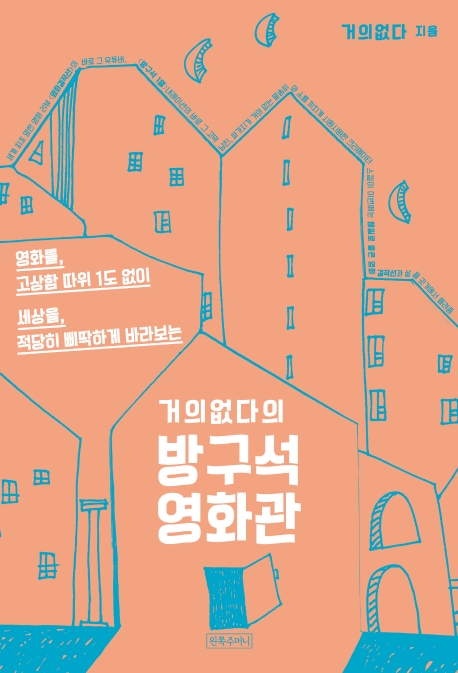 거의없다 지음
영화를,
고상함 따위 1도 없이
세상을,
적당히 삐딱하게 바라보는
거의없다의
방구석
영화관
왼쪽주머니